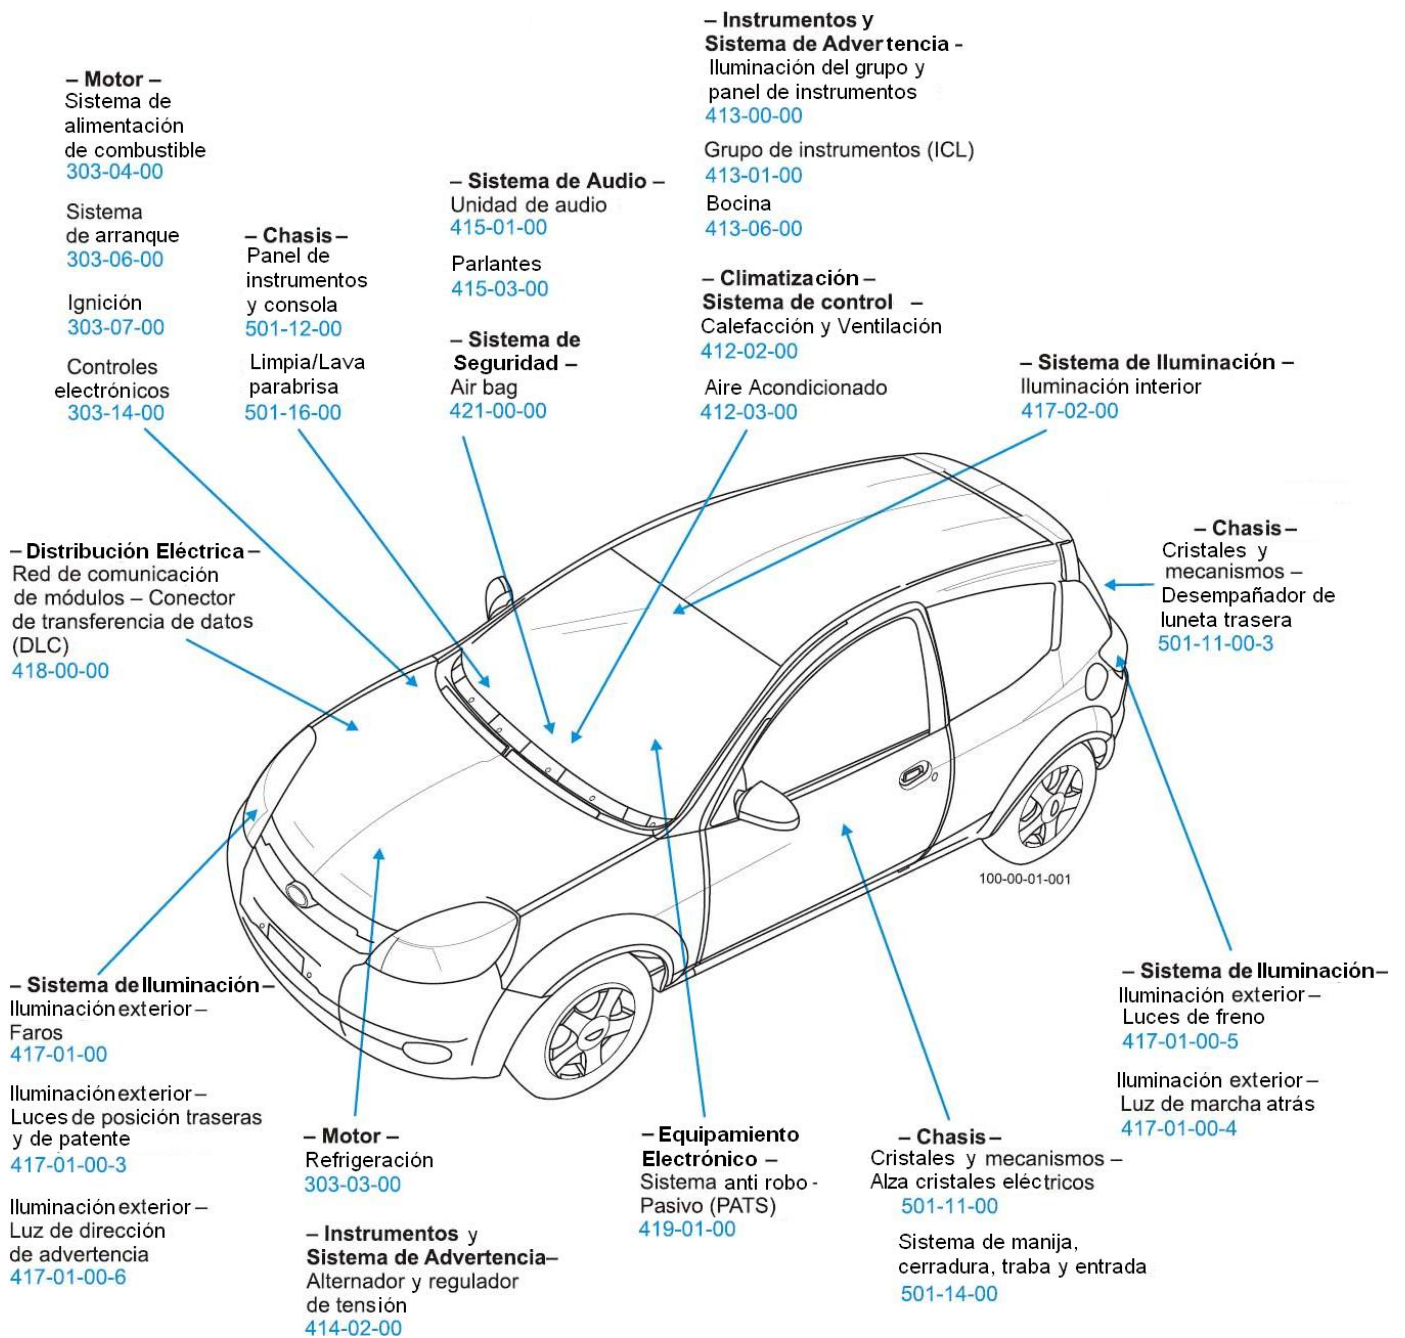 – Motor –
Sistema de
alimentación
de combustible
303-04-00
Sistema
de arranque
303-06-00
Ignición
303-07-00
Controles
electrónicos
303-14-00
– Chasis –
Panel de
instrumentos
y consola
501-12-00
Limpia/Lava
parabrisa
501-16-00
– Sistema de Audio –
Unidad de audio
415-01-00
Parlantes
415-03-00
– Sistema de
Seguridad –
Air bag
421-00-00
– Instrumentos y
Sistema de Advertencia -
Iluminación del grupo y
panel de instrumentos
413-00-00
Grupo de instrumentos (ICL)
413-01-00
Bocina
413-06-00
– Climatización –
Sistema de control –
Calefacción y Ventilación
412-02-00
Aire Acondicionado
412-03-00
– Sistema de Iluminación –
Iluminación interior
417-02-00
– Chasis –
Cristales y
mecanismos –
Desempañador de
luneta trasera
501-11-00-3
– Distribución Eléctrica –
Red de comunicación
de módulos – Conector
de transferencia de datos
(DLC)
418-00-00
100-00-01-001
– Sistema de Iluminación –
Iluminación exterior –
Faros
417-01-00
Iluminación exterior –
Luces de posición traseras
y de patente
417-01-00-3
Iluminación exterior –
Luz de dirección
de advertencia
417-01-00-6
– Motor –
Refrigeración
303-03-00
– Instrumentos y
Sistema de Advertencia–
Alternador y regulador
de tensión
414-02-00
– Equipamiento
Electrónico –
Sistema anti robo -
Pasivo (PATS)
419-01-00
– Chasis –
Cristales y mecanismos –
Alza cristales eléctricos
501-11-00
Sistema de manija,
cerradura, traba y entrada
501-14-00
– Sistema de Iluminación–
Iluminación exterior –
Luces de freno
417-01-00-5
Iluminación exterior –
Luz de marcha atrás
417-01-00-4